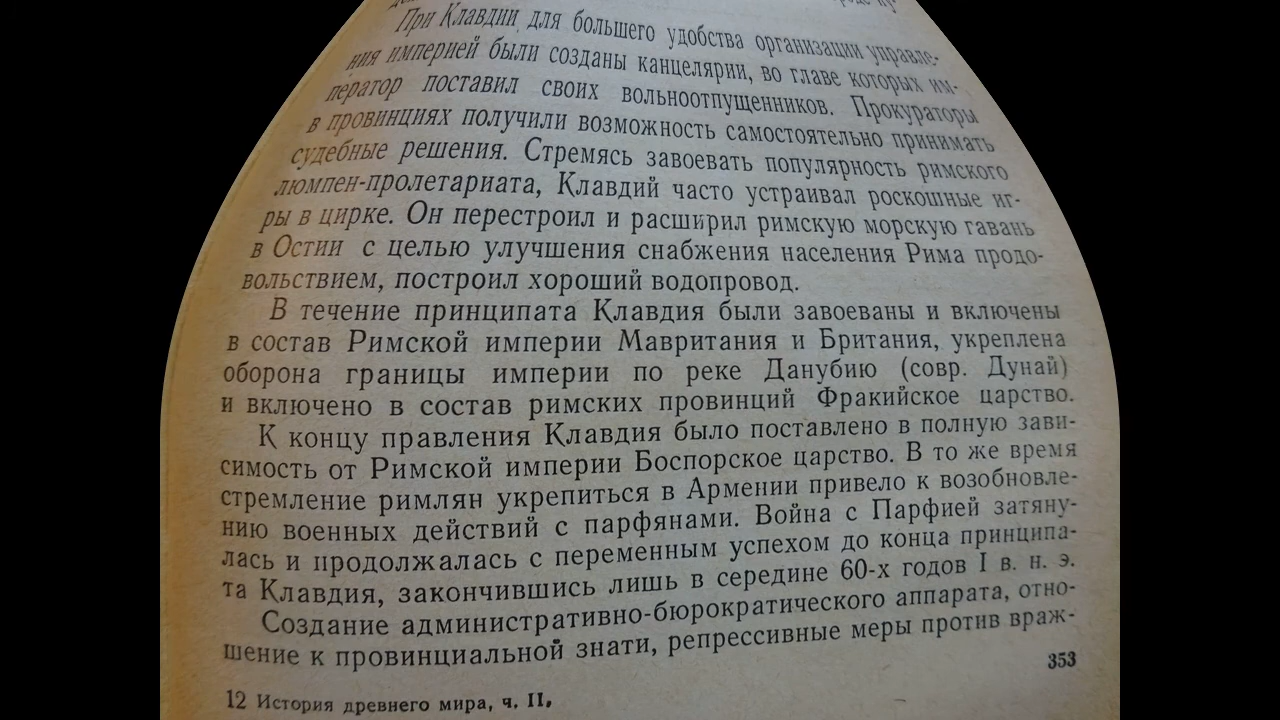 При Клавдии для большего удобства организации управле-
ния империей были созданы канцелярии, во главе которых им-
ператор поставил своих вольноотпущенников. Прокураторы
в провинциях получили возможность самостоятельно принимать
судебные решения. Стремясь завоевать популярность римского
люмпен-пролетариата, Клавдий часто устраивал роскошные иг-
ры в цирке. Он перестроил и расширил римскую морскую гавань
в Остии с целью улучшения снабжения населения Рима продо-
вольствием, построил хороший водопровод.
В течение принципата Клавдия были завоеваны и включены
в состав Римской империи Мавритания и Британия, укреплена
оборона границы империи по реке Данубию (совр. Дунай)
и включено в состав римских провинций Фракийское царство.
К концу правления Клавдия было поставлено в полную зави-
симость от Римской империи Боспорское царство. В то же время
стремление римлян укрепиться в Армении привело к возобновле-
нию военных действий с парфянами. Война с Парфией затяну-
лась и продолжалась с переменным успехом до конца принципа-
та Клавдия, закончившись лишь в середине 60-х годов I в. н. э.
Создание административно-бюрократического аппарата, отно-
шение к провинциальной знати, репрессивные меры против враж-
353
12 История древнего мира, ч. II,